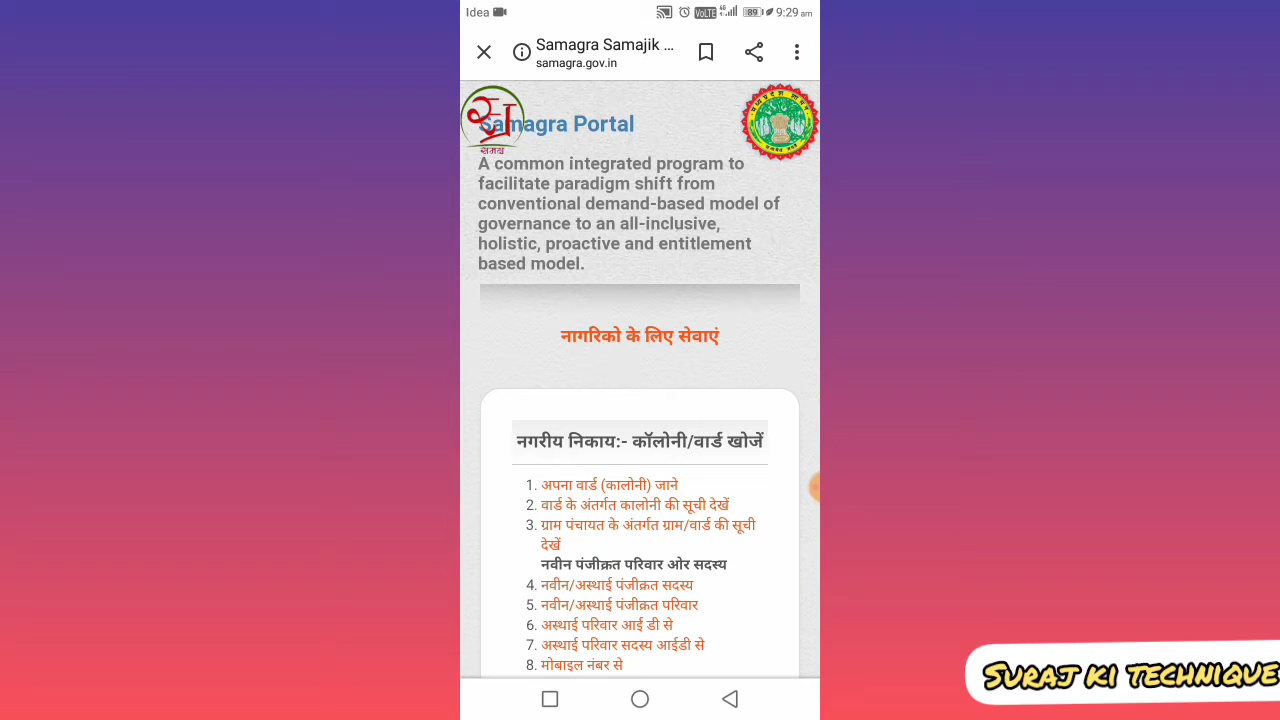 Idea
VoLTE
4G
89
9:29 am
Samagra Samajik ...
samagra.gov.in
समग्र
Samagra Portal
A common integrated program to
facilitate paradigm shift from
conventional demand-based model of
governance to an all-inclusive,
holistic, proactive and entitlement
based model.
नागरिको के लिए सेवाएं
नगरीय निकाय:- कॉलोनी/वार्ड खोजें
1. अपना वार्ड (कालोनी) जाने
2. वार्ड के अंतर्गत कालोनी की सूची देखें
3. ग्राम पंचायत के अंतर्गत ग्राम/वार्ड की सूची
देखें
नवीन पंजीक्रत परिवार ओर सदस्य
4. नवीन/अस्थाई पंजीक्रत सदस्य
5. नवीन/अस्थाई पंजीक्रत परिवार
6. अस्थाई परिवार आई डी से
7. अस्थाई परिवार सदस्य आईडी से
8. मोबाइल नंबर से
SURAJ KI TECHNIQUE